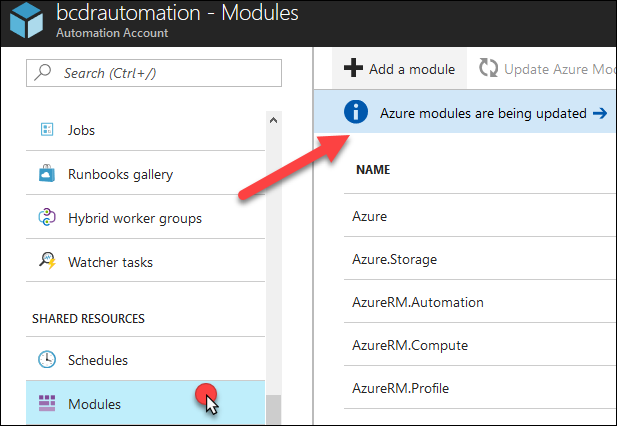 bcdrautomation - Modules
Automation Account
Search (Ctrl+/)
Jobs
Runbooks gallery
Hybrid worker groups
Watcher tasks
SHARED RESOURCES
Schedules
Modules
Add a module
Update Azure Mo
Azure modules are being updated
NAME
Azure
Azure.Storage
AzureRM.Automation
AzureRM.Compute
AzureRM.Profile